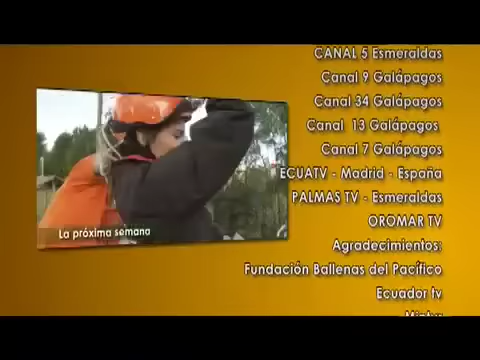 CANAL 5 Esmeraldas
Canal 9 Galápagos
Canal 34 Galápagos
Canal 13 Galápagos
Canal 7 Galápagos
ECUATV - Madrid - España
PALMAS TV - Esmeraldas
OROMAR TV
Agradecimientos:
Fundación Ballenas del Pacífico
Ecuador tv
La próxima semana